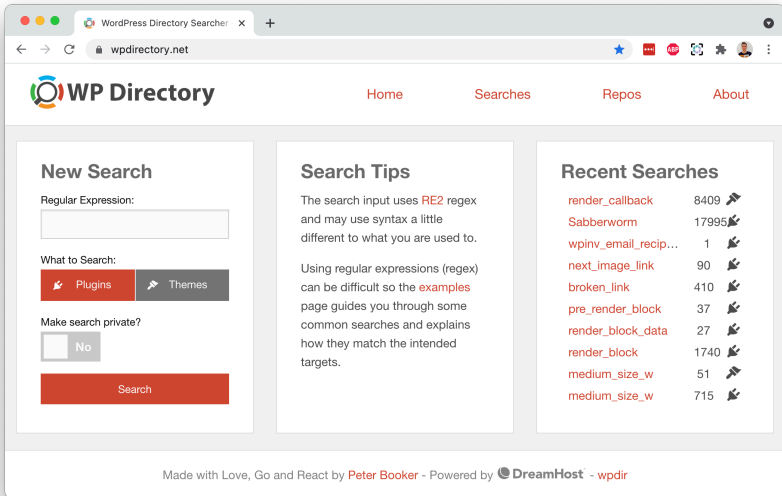 WordPress Directory Searcher
wpdirectory.net
ABP
WP Directory
Home
Searches
Repos
About
New Search
Regular Expression:
What to Search:
Plugins
Themes
Make search private?
No
Search
Search Tips
The search input uses RE2 regex
and may use syntax a little
different to what you are used to.
Using regular expressions (regex)
can be difficult so the examples
page guides you through some
common searches and explains
how they match the intended
targets.
Recent Searches
render_callback 8409
Sabberworm 17995
wpinv_email_recip... 1
next_image_link 90
broken_link 410
pre_render_block 37
render_block_data 27
render_block 1740
medium_size_w 51
medium_size_w 715
Made with Love, Go and React by Peter Booker - Powered by DreamHost - wpdir